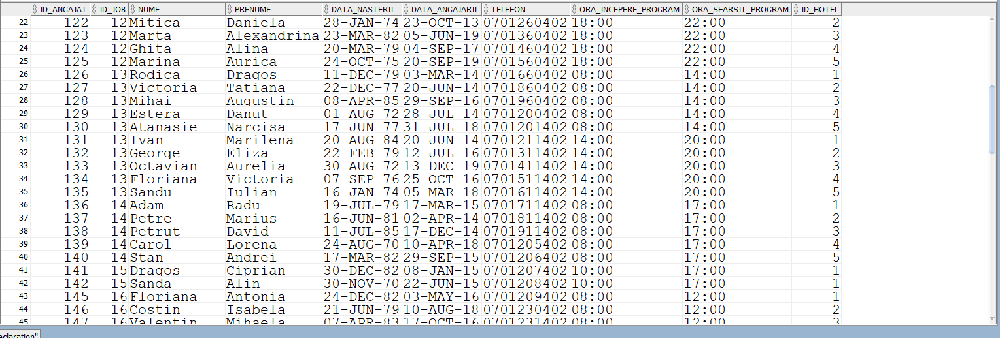 ID_ANGAJAT ID_JOB NUME PRENUME DATA_NASTERII DATA_ANGAJARII TELEFON ORA_INCEPERE_PROGRAM ORA_SFARSIT_PROGRAM ID_HOTEL
22 122 12 Mitica Daniela 28-JAN-74 23-OCT-13 0701260402 18:00 22:00 2
23 123 12 Marta Alexandrina 23-MAR-82 05-JUN-19 0701360402 18:00 22:00 3
24 124 12 Ghita Alina 20-MAR-79 04-SEP-17 0701460402 18:00 22:00 4
25 125 12 Marina Aurica 24-OCT-75 20-SEP-19 0701560402 18:00 22:00 5
26 126 13 Rodica Dragos 11-DEC-79 03-MAR-14 0701660402 08:00 14:00 1
27 127 13 Victoria Tatiana 22-DEC-77 20-JUN-14 0701860402 08:00 14:00 2
28 128 13 Mihai Augustin 08-APR-85 29-SEP-16 0701960402 08:00 14:00 3
29 129 13 Estera Danut 01-AUG-72 28-JUL-14 0701200402 08:00 14:00 4
30 130 13 Atanasie Narcisa 17-JUN-77 31-JUL-18 0701201402 08:00 14:00 5
31 131 13 Ivan Marilena 20-AUG-84 20-JUN-14 0701211402 14:00 20:00 1
32 132 13 George Eliza 22-FEB-79 12-JUL-16 0701311402 14:00 20:00 2
33 133 13 Octavian Aurelia 30-AUG-72 13-DEC-19 0701411402 14:00 20:00 3
34 134 13 Floriana Victoria 07-SEP-76 25-OCT-16 0701511402 14:00 20:00 4
35 135 13 Sandu Iulian 16-JAN-74 05-MAR-18 0701611402 14:00 20:00 5
36 136 14 Adam Radu 19-JUL-79 17-MAR-15 0701711402 08:00 17:00 1
37 137 14 Petre Marius 16-JUN-81 02-APR-14 0701811402 08:00 17:00 2
38 138 14 Petrut David 11-JUL-85 17-DEC-14 0701911402 08:00 17:00 3
39 139 14 Carol Lorena 24-AUG-70 10-APR-18 0701205402 08:00 17:00 4
40 140 14 Stan Andrei 17-MAR-82 29-SEP-15 0701206402 08:00 17:00 5
41 141 15 Dragos Ciprian 30-DEC-82 08-JAN-15 0701207402 10:00 17:00 1
42 142 15 Sanda Alin 30-NOV-70 22-JUN-15 0701208402 10:00 17:00 1
43 145 16 Floriana Antonia 24-DEC-82 03-MAY-16 0701209402 08:00 12:00 1
44 146 16 Costin Isabela 21-JUN-79 10-AUG-18 0701230402 08:00 12:00 2
45 147 16 Valentin Mihaela 07-APR-83 17-OCT-16 0701231402 08:00 12:00 3
eclaration"